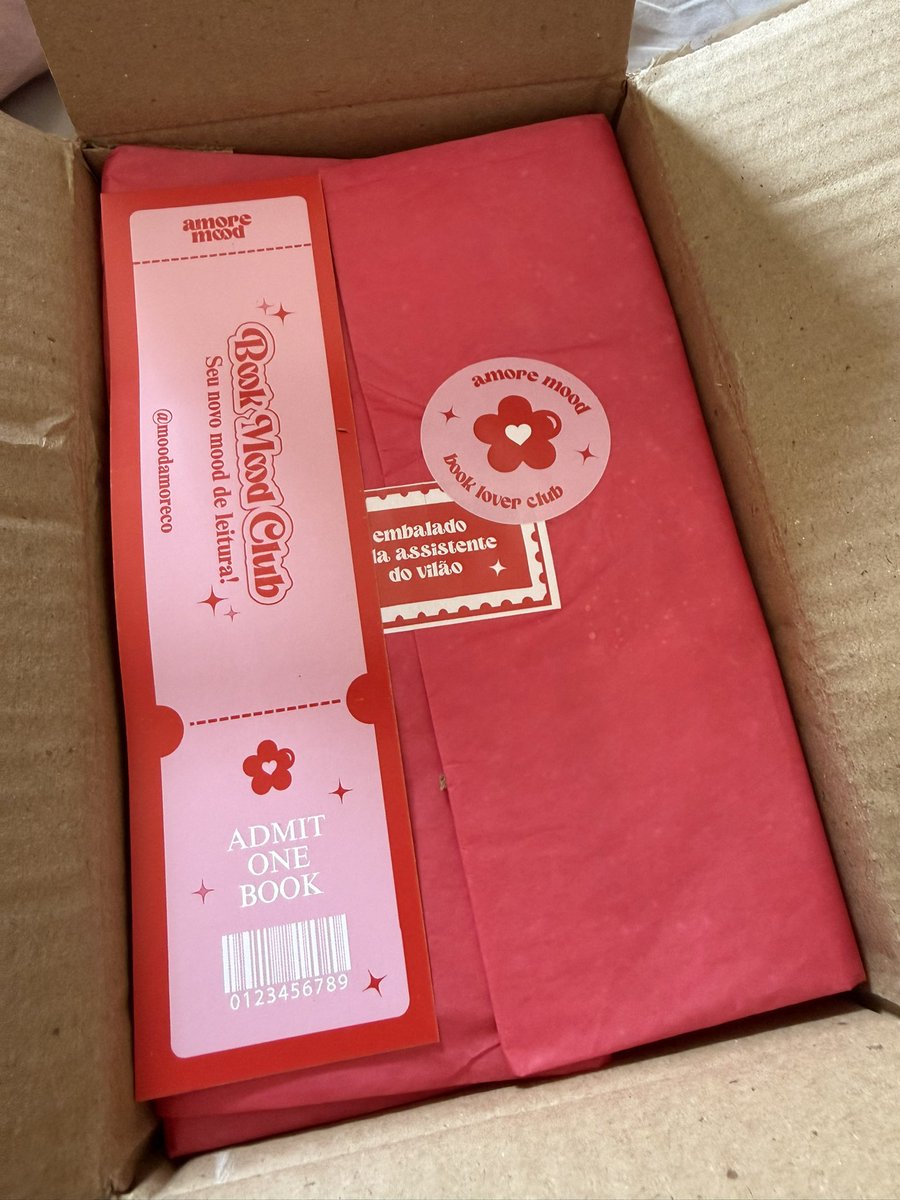 amore
mood
Book Mood Club
Seu novo mood de leitura!
@moodamoreco
ADMIT
ONE
BOOK
0123456789
amore mood
book lover club
embalado
assistente
do vilão